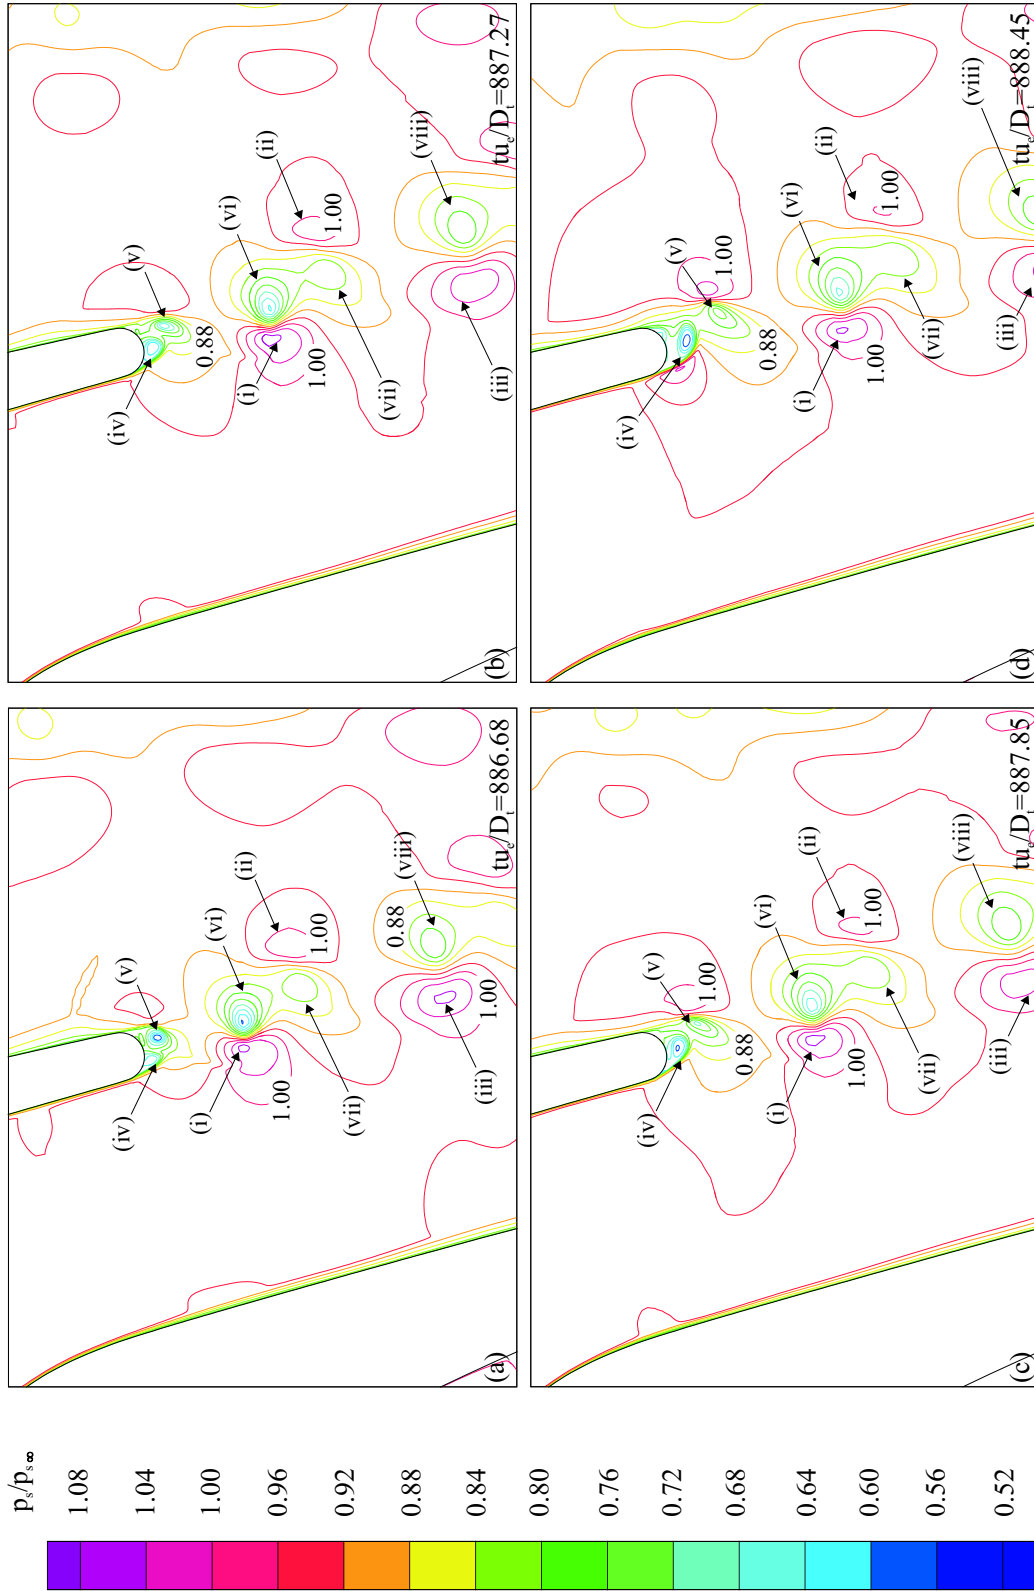 p_s/p_s∞
1.08
1.04
1.00
0.96
0.92
0.88
0.84
0.80
0.76
0.72
0.68
0.64
0.60
0.56
0.52
(a)
tu_e/D_t=886.68
(i)
(ii)
(iii)
(iv)
(v)
(vi)
(vii)
(viii)
1.00
1.00
1.00
0.88
(b)
tu_e/D_t=887.27
(i)
(ii)
(iii)
(iv)
(v)
(vi)
(vii)
(viii)
0.88
1.00
1.00
(c)
tu_e/D_t=887.85
(i)
(ii)
(iii)
(iv)
(v)
(vi)
(vii)
(viii)
1.00
0.88
1.00
1.00
(d)
tu_e/D_t=888.45
(i)
(ii)
(iii)
(iv)
(v)
(vi)
(vii)
(viii)
1.00
0.88
1.00
1.00